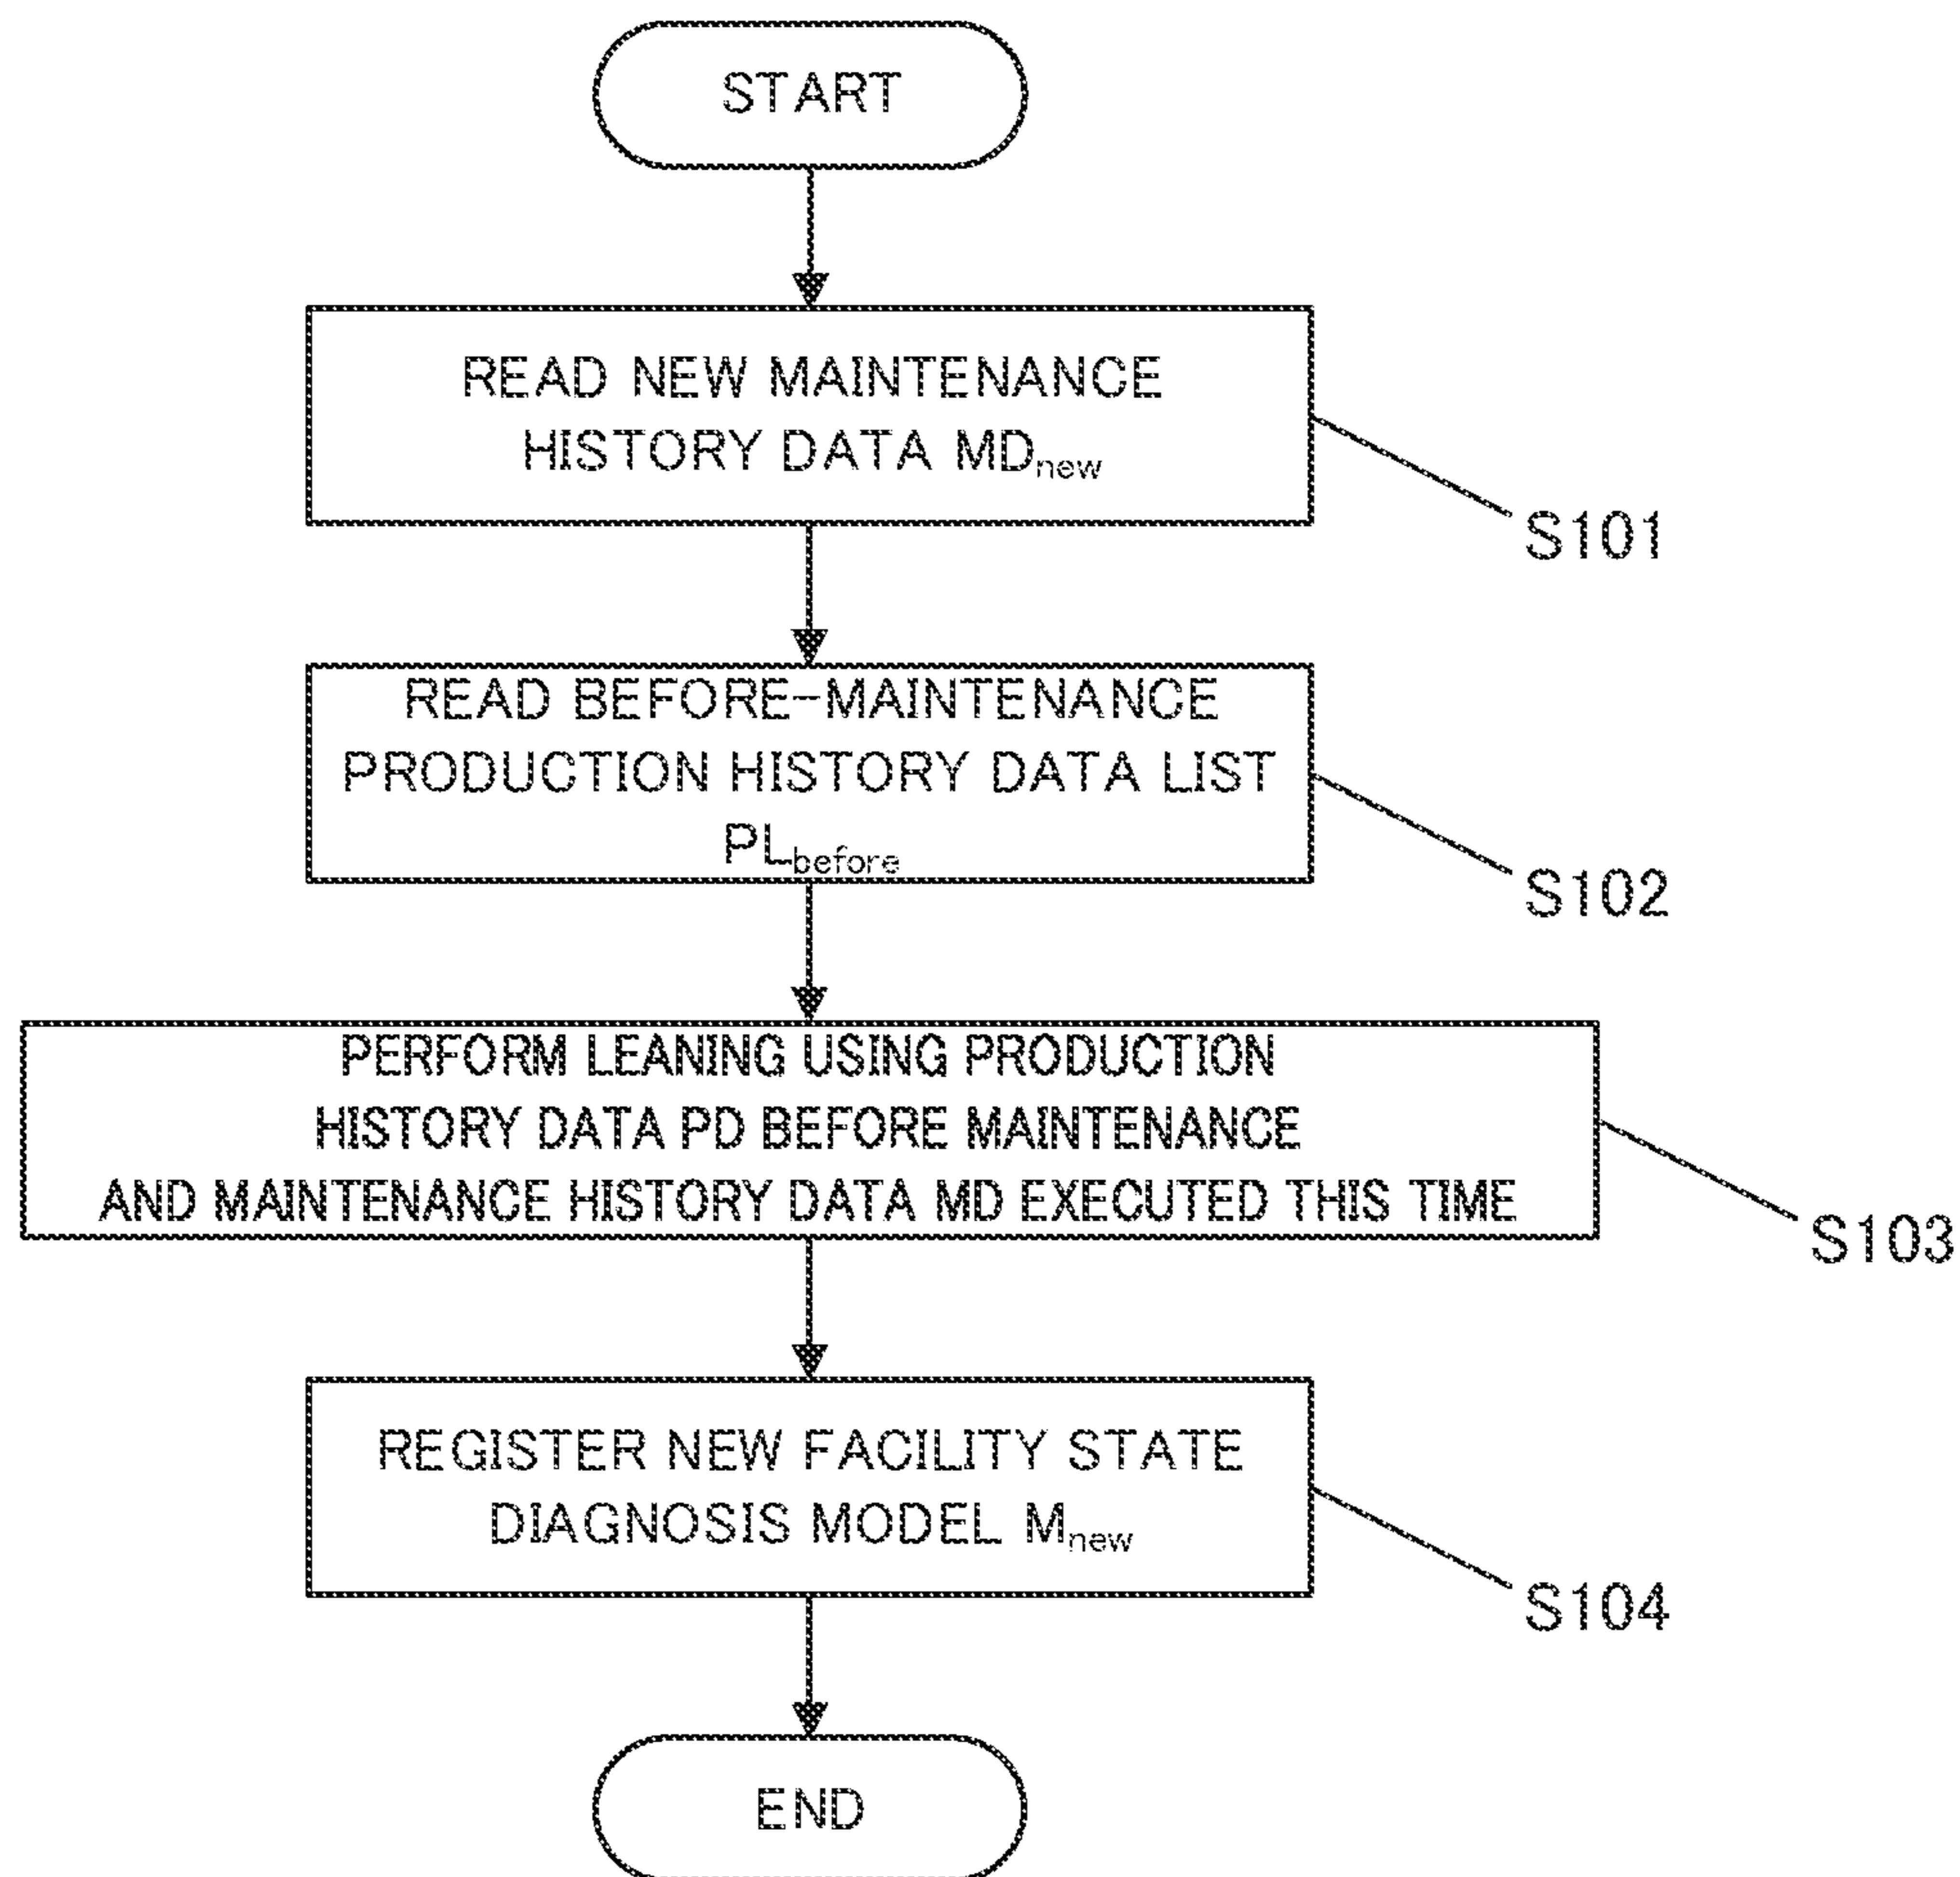 START
READ NEW MAINTENANCE
HISTORY DATA MDnew
S101
READ BEFORE-MAINTENANCE
PRODUCTION HISTORY DATA LIST
PLbefore
S102
PERFORM LEANING USING PRODUCTION
HISTORY DATA PD BEFORE MAINTENANCE
AND MAINTENANCE HISTORY DATA MD EXECUTED THIS TIME
S103
REGISTER NEW FACILITY STATE
DIAGNOSIS MODEL Mnew
S104
END